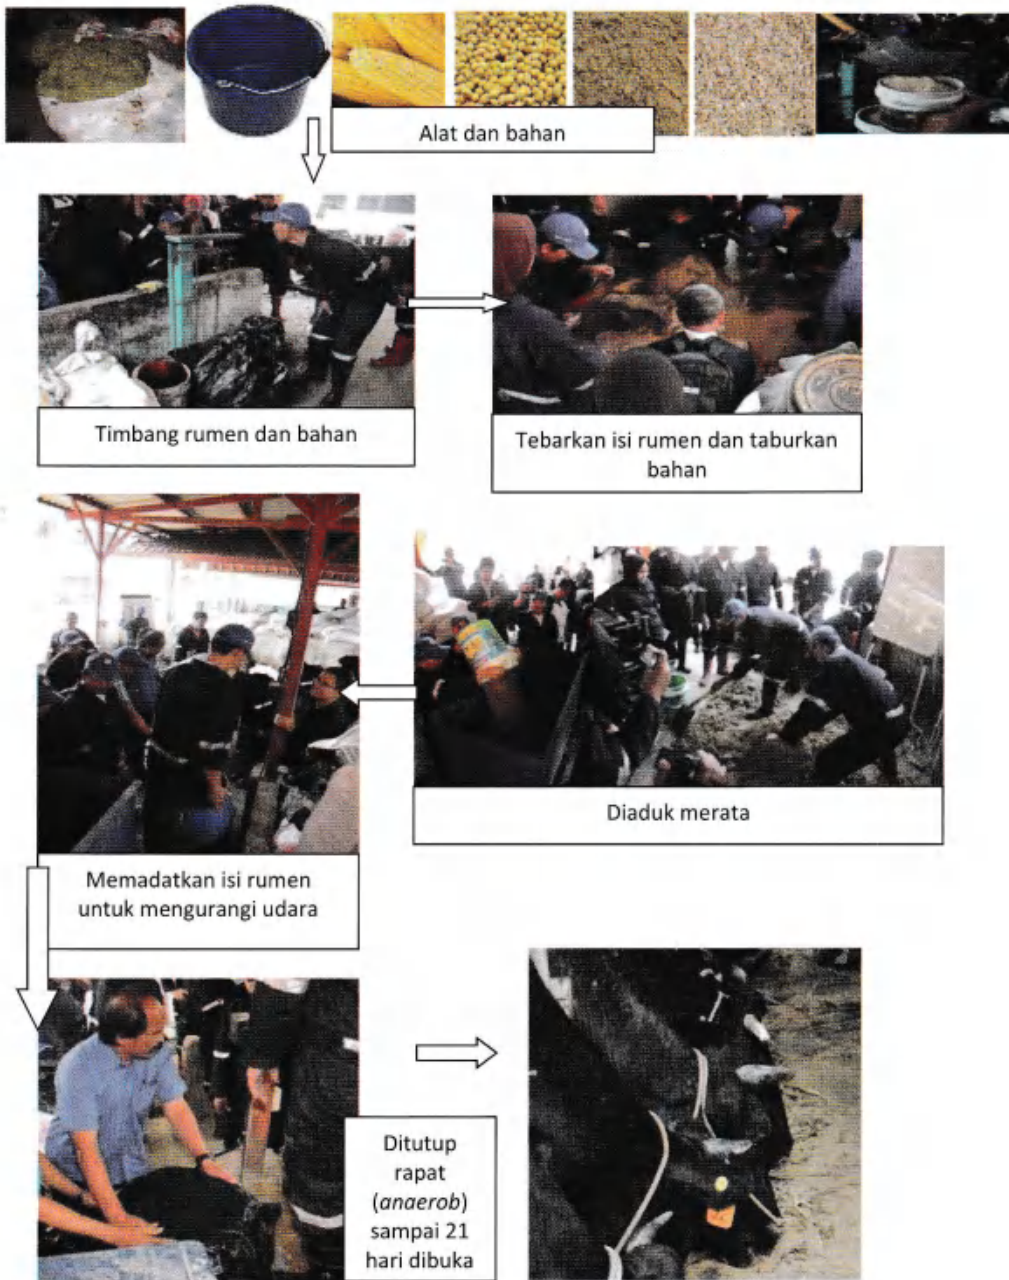 Alat dan bahan
Timbang rumen dan bahan
Tebarkan isi rumen dan taburkan
bahan
Diaduk merata
Memadatkan isi rumen
untuk mengurangi udara
Ditutup
rapat
(anaerob)
sampai 21
hari dibuka